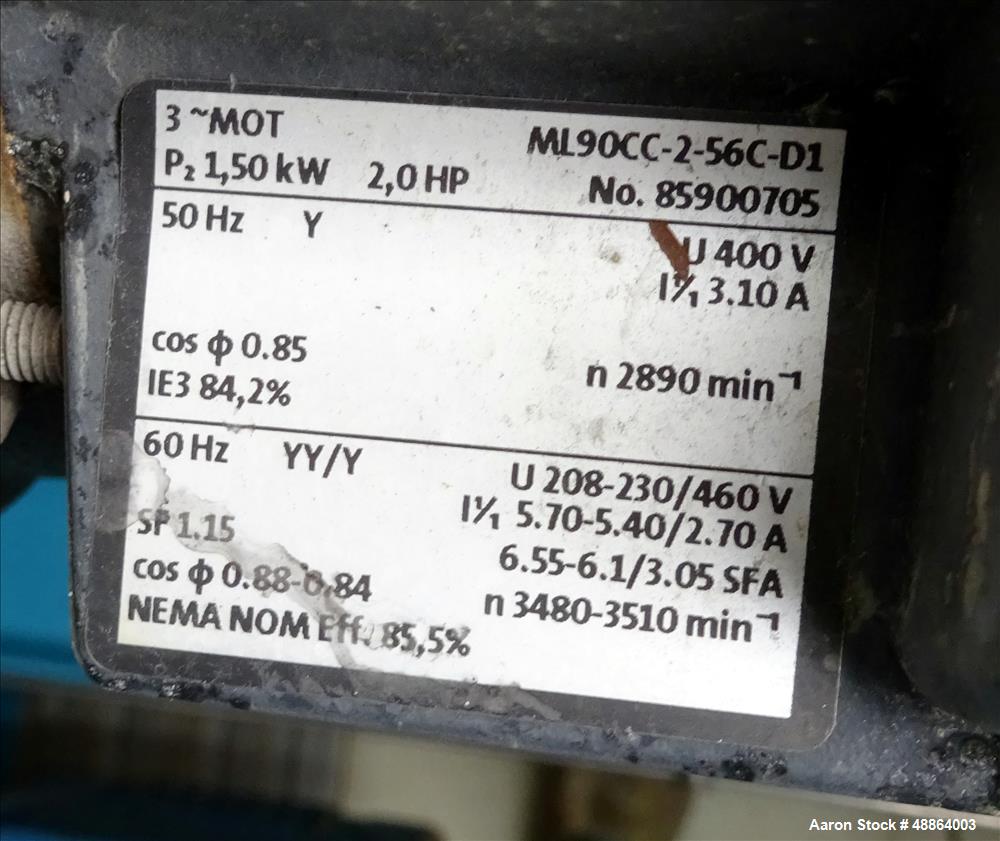 3 ~MOT ML90CC-2-56C-D1
P₂ 1,50 kW 2,0 HP No. 85900705
50 Hz Y U 400 V
I 1/1 3.10 A
cos ϕ 0.85 n 2890 min⁻¹
IE3 84,2%
60 Hz YY/Y U 208-230/460 V
I 1/1 5.70-5.40/2.70 A
SF 1.15 6.55-6.1/3.05 SFA
cos ϕ 0.88-0.84 n 3480-3510 min⁻¹
NEMA NOM Eff. 85,5%
Aaron Stock # 48864003